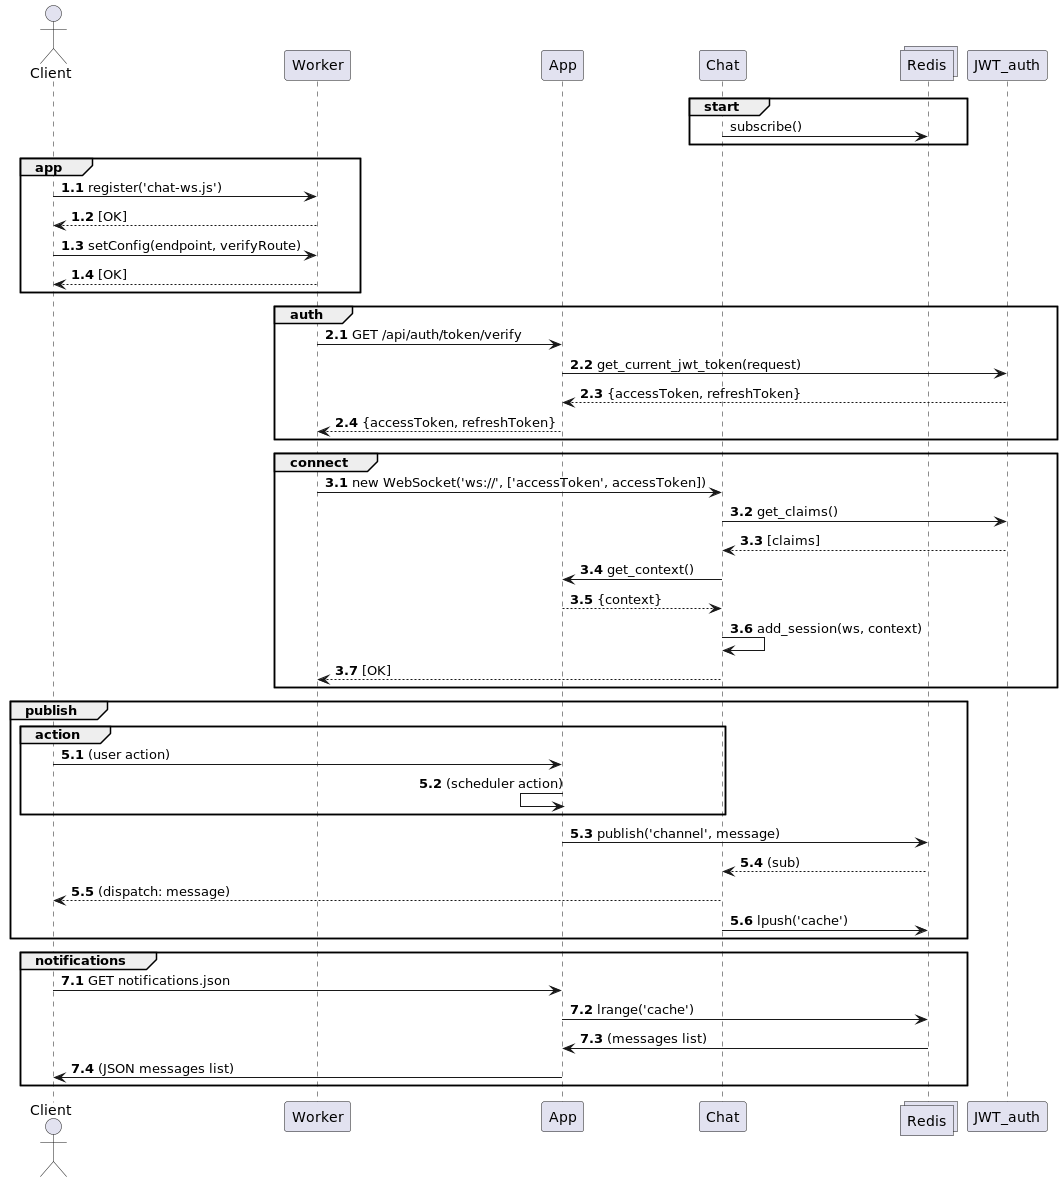 Client
Worker
App
Chat
Redis
JWT_auth
start
subscribe()
app
1.1 register('chat-ws.js')
1.2 [OK]
1.3 setConfig(endpoint, verifyRoute)
1.4 [OK]
auth
2.1 GET /api/auth/token/verify
2.2 get_current_jwt_token(request)
2.3 {accessToken, refreshToken}
2.4 {accessToken, refreshToken}
connect
3.1 new WebSocket('ws://', ['accessToken', accessToken])
3.2 get_claims()
3.3 [claims]
3.4 get_context()
3.5 {context}
3.6 add_session(ws, context)
3.7 [OK]
publish
action
5.1 (user action)
5.2 (scheduler action)
5.3 publish('channel', message)
5.4 (sub)
5.5 (dispatch: message)
5.6 lpush('cache')
notifications
7.1 GET notifications.json
7.2 lrange('cache')
7.3 (messages list)
7.4 (JSON messages list)
Client
Worker
App
Chat
Redis
JWT_auth